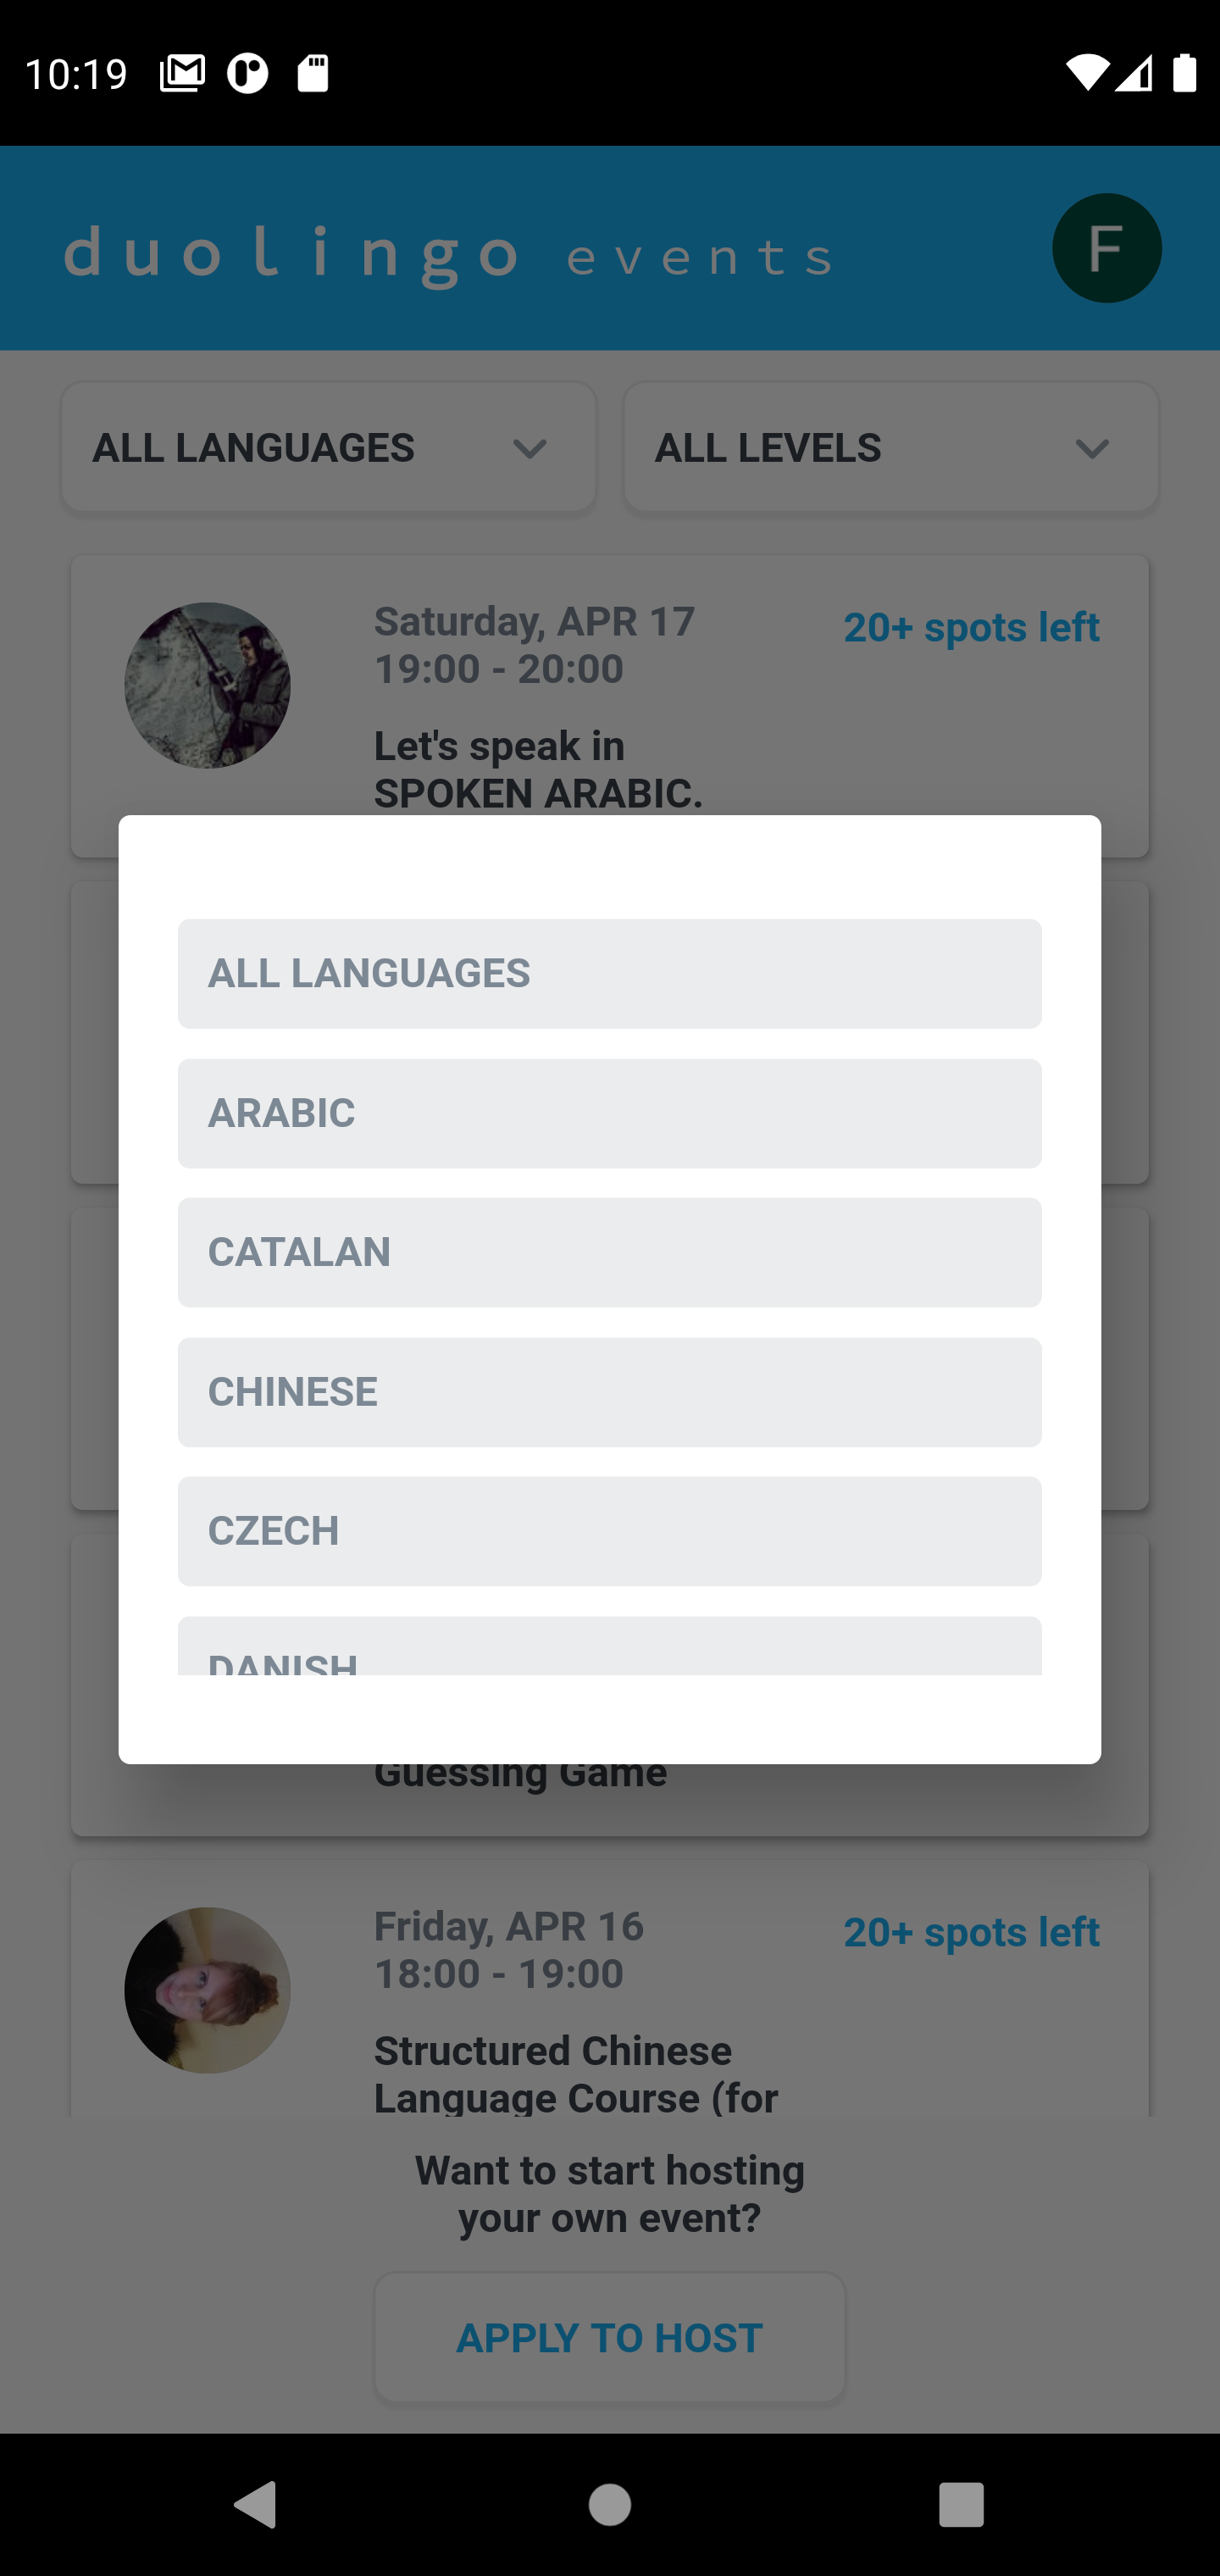 10:19
duolingo events
F
ALL LANGUAGES
ALL LEVELS
Saturday, APR 17
19:00 - 20:00
20+ spots left
Let's speak in
SPOKEN ARABIC.
ALL LANGUAGES
ARABIC
CATALAN
CHINESE
CZECH
DANISH
Guessing Game
Friday, APR 16
18:00 - 19:00
20+ spots left
Structured Chinese
Language Course (for
Want to start hosting
your own event?
APPLY TO HOST